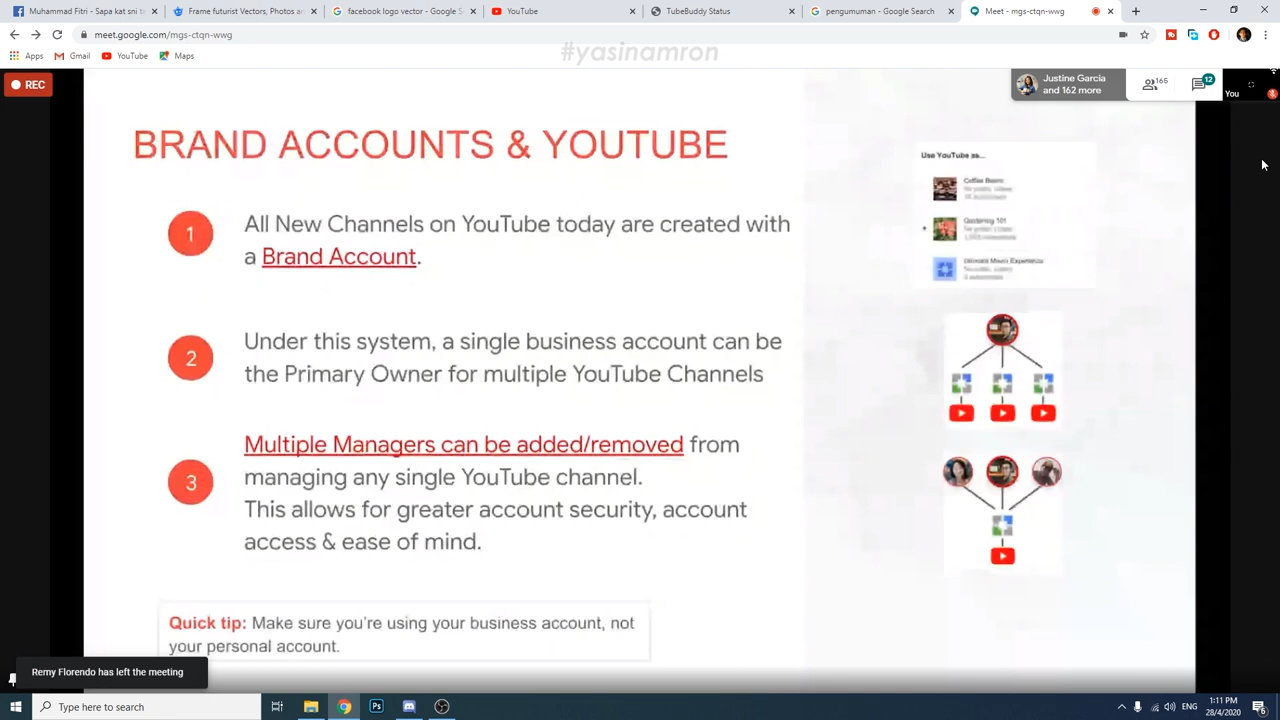 Muhammad Fitri - Sapa kat sni ta
Frame futurist Vectors, Photos a
facebook logo vector - Google S
YouTube
TubeBuddy Status
pengumuman - Google Search
Meet - mgs-ctqn-wwg
meet.google.com/mgs-ctqn-wwg
Apps
Gmail
YouTube
Maps
#yasinamron
REC
Justine Garcia
and 162 more
165
12
You
BRAND ACCOUNTS & YOUTUBE
Use YouTube as...
1
All New Channels on YouTube today are created with
a Brand Account.
2
Under this system, a single business account can be
the Primary Owner for multiple YouTube Channels
3
Multiple Managers can be added/removed from
managing any single YouTube channel.
This allows for greater account security, account
access & ease of mind.
Quick tip: Make sure you're using your business account, not
your personal account.
Remy Florendo has left the meeting
Type here to search
Ps
ENG
1:11 PM
28/4/2020
6